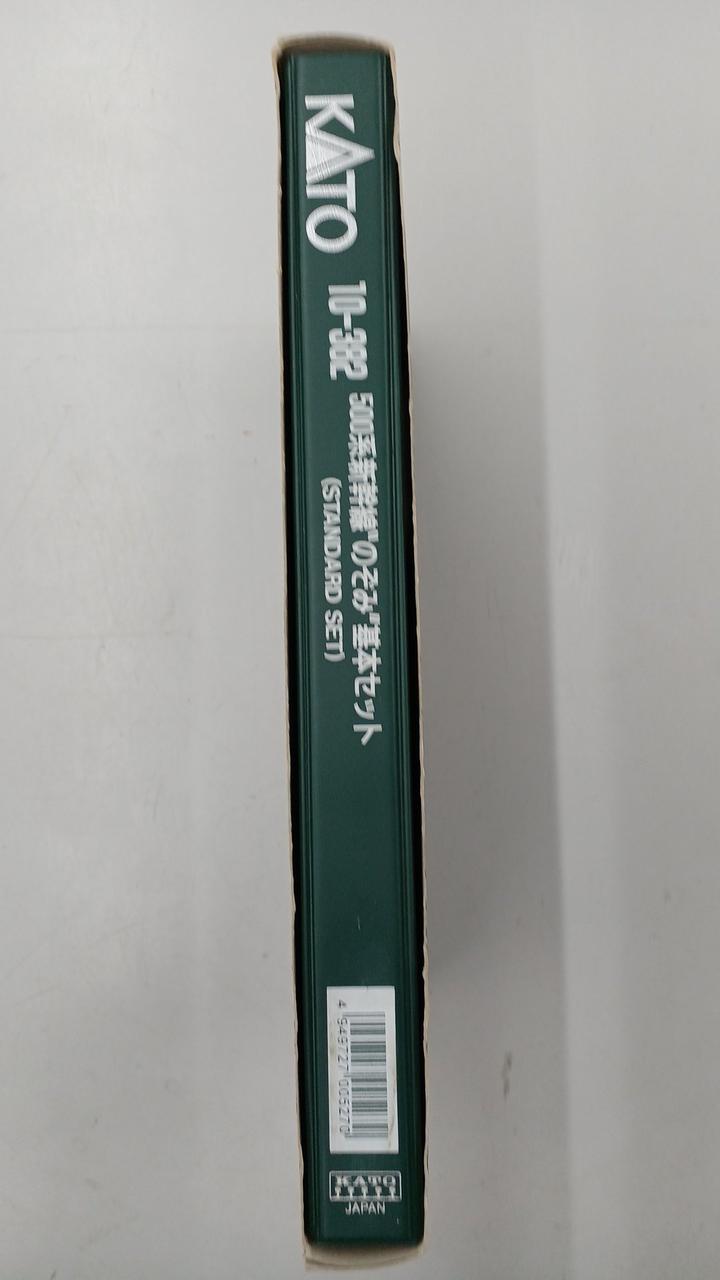 KATO
10-382
500系新幹線"のぞみ"基本セット
(STANDARD SET)
4 949727 005270
KATO
JAPAN